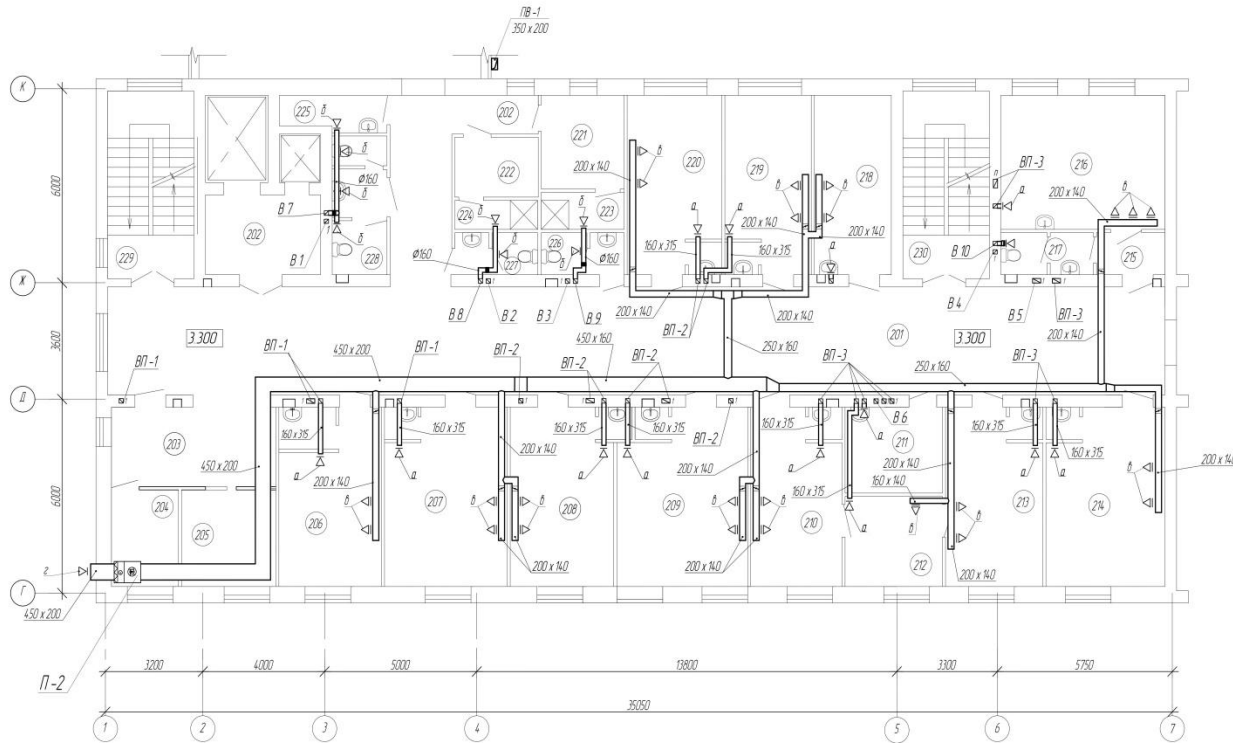 ПВ-1
350 x 200
К
225
б
202
221
222
б
б
Ø160
В 7
202
В 1
228
229
224
б
б
227
Ø160
226
б
223
Ø160
200 x 140
в
220
219
218
в
в
а
а
200 x 140
200 x 140
160 x 315
160 x 315
а
216
ВП-3
п
а
в
200 x 140
В 10
217
215
230
6000
Ж
В 8
В 2
В 3
В 9
200 x 140
ВП-2
200 x 140
201
В 4
В 5
ВП-3
200 x 140
3600
3.300
3.300
250 x 160
450 x 160
450 x 200
250 x 160
ВП-1
ВП-1
ВП-1
ВП-2
ВП-2
ВП-2
ВП-3
ВП-3
Д
203
450 x 200
160 x 315
а
200 x 140
160 x 315
а
200 x 140
160 x 315
а
160 x 315
а
ВП-2
200 x 140
160 x 315
а
В 6
а
211
200 x 140
160 x 140
160 x 315
а
160 x 315
а
200 x 140
6000
204
205
206
в
207
в
в
208
209
в
в
210
а
в
в
213
214
в
212
200 x 140
200 x 140
200 x 140
г
Г
450 x 200
П-2
3200
4000
5000
13800
3300
5750
35050
1
2
3
4
5
6
7